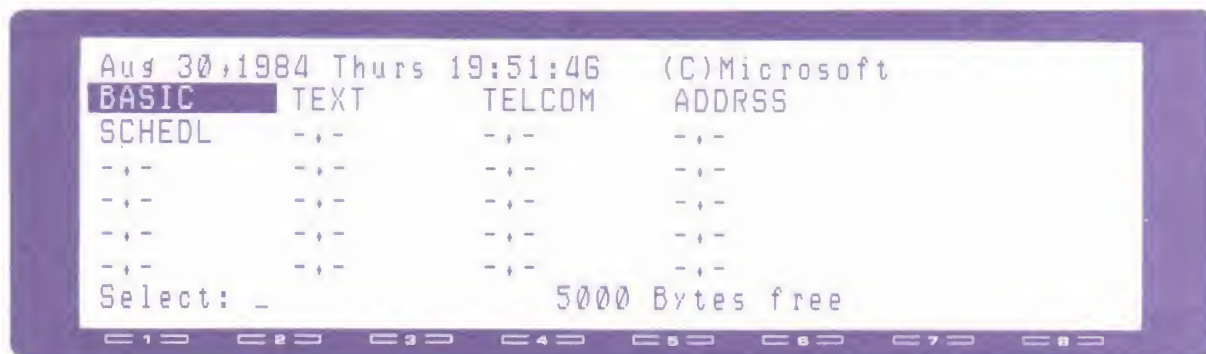 Aug 30,1984 Thurs 19:51:46 (C)Microsoft
BASIC TEXT TELCOM ADDRSS
SCHEDL -.- -.- -.-
-.- -.- -.- -.-
-.- -.- -.- -.-
-.- -.- -.- -.-
-.- -.- -.- -.-
Select: _ 5000 Bytes free
1 2 3 4 5 6 7 8